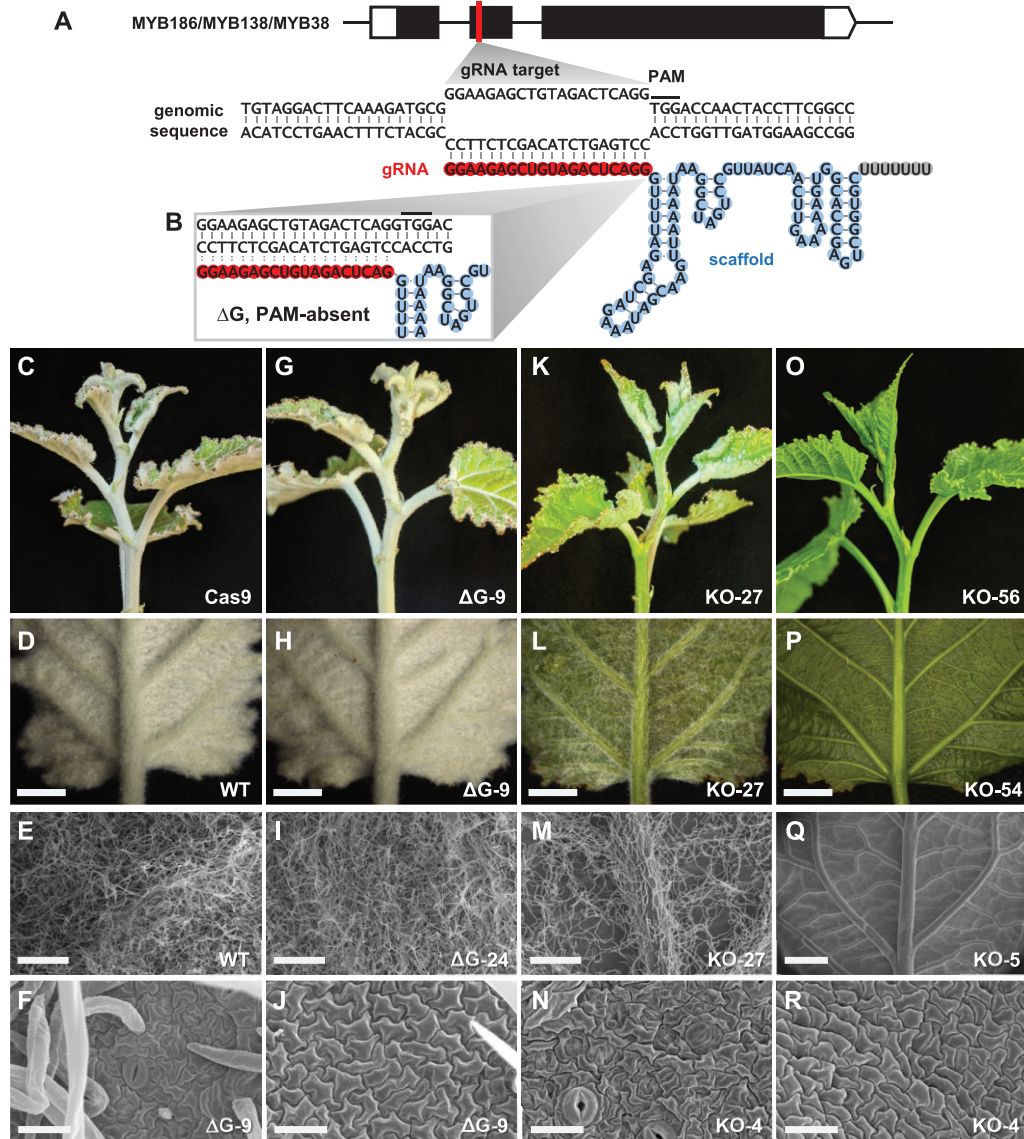 A
MYB186/MYB138/MYB38
gRNA target
PAM
genomic
sequence
TGTAGGACTTCAAAGATGCG
GGAAGAGCTGTAGACTCAGG
TGGACCAACTACCTTCGGCC
ACATCCTGAACTTTCTACGC
CCTTCTCGACATCTGAGTCC
ACCTGGTTGATGGAAGCCGG
gRNA
GGAAGAGCUGUAGACUCAGG
GUUAUCA
UUUUUUU
scaffold
B
GGAAGAGCTGTAGACTCAGGTGGAC
CCTTCTCGACATCTGAGTCCACCTG
GGAAGAGCUGUAGACUCAG
ΔG, PAM-absent
C
Cas9
G
ΔG-9
K
KO-27
O
KO-56
D
WT
H
ΔG-9
L
KO-27
P
KO-54
E
WT
I
ΔG-24
M
KO-27
Q
KO-5
F
ΔG-9
J
ΔG-9
N
KO-4
R
KO-4